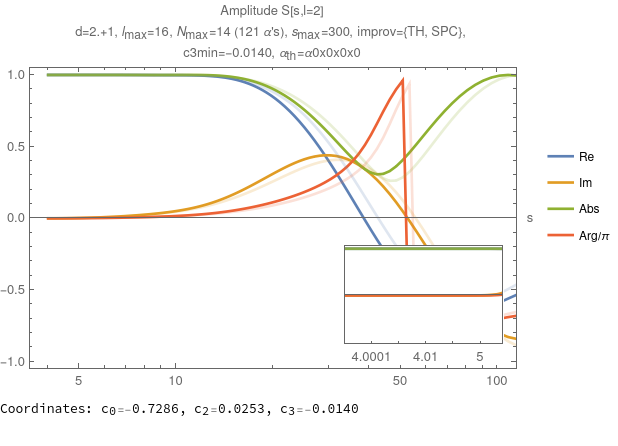 Amplitude S[s,l=2]
d=2.+1, lmax=16, Nmax=14 (121 α's), smax=300, improv={TH, SPC},
c3min=-0.0140, αth=α0x0x0x0
1.0
0.5
0.0
-0.5
-1.0
s
5 10 50 100
4.0001 4.01 5
Re
Im
Abs
Arg/π
Coordinates: c0=-0.7286, c2=0.0253, c3=-0.0140